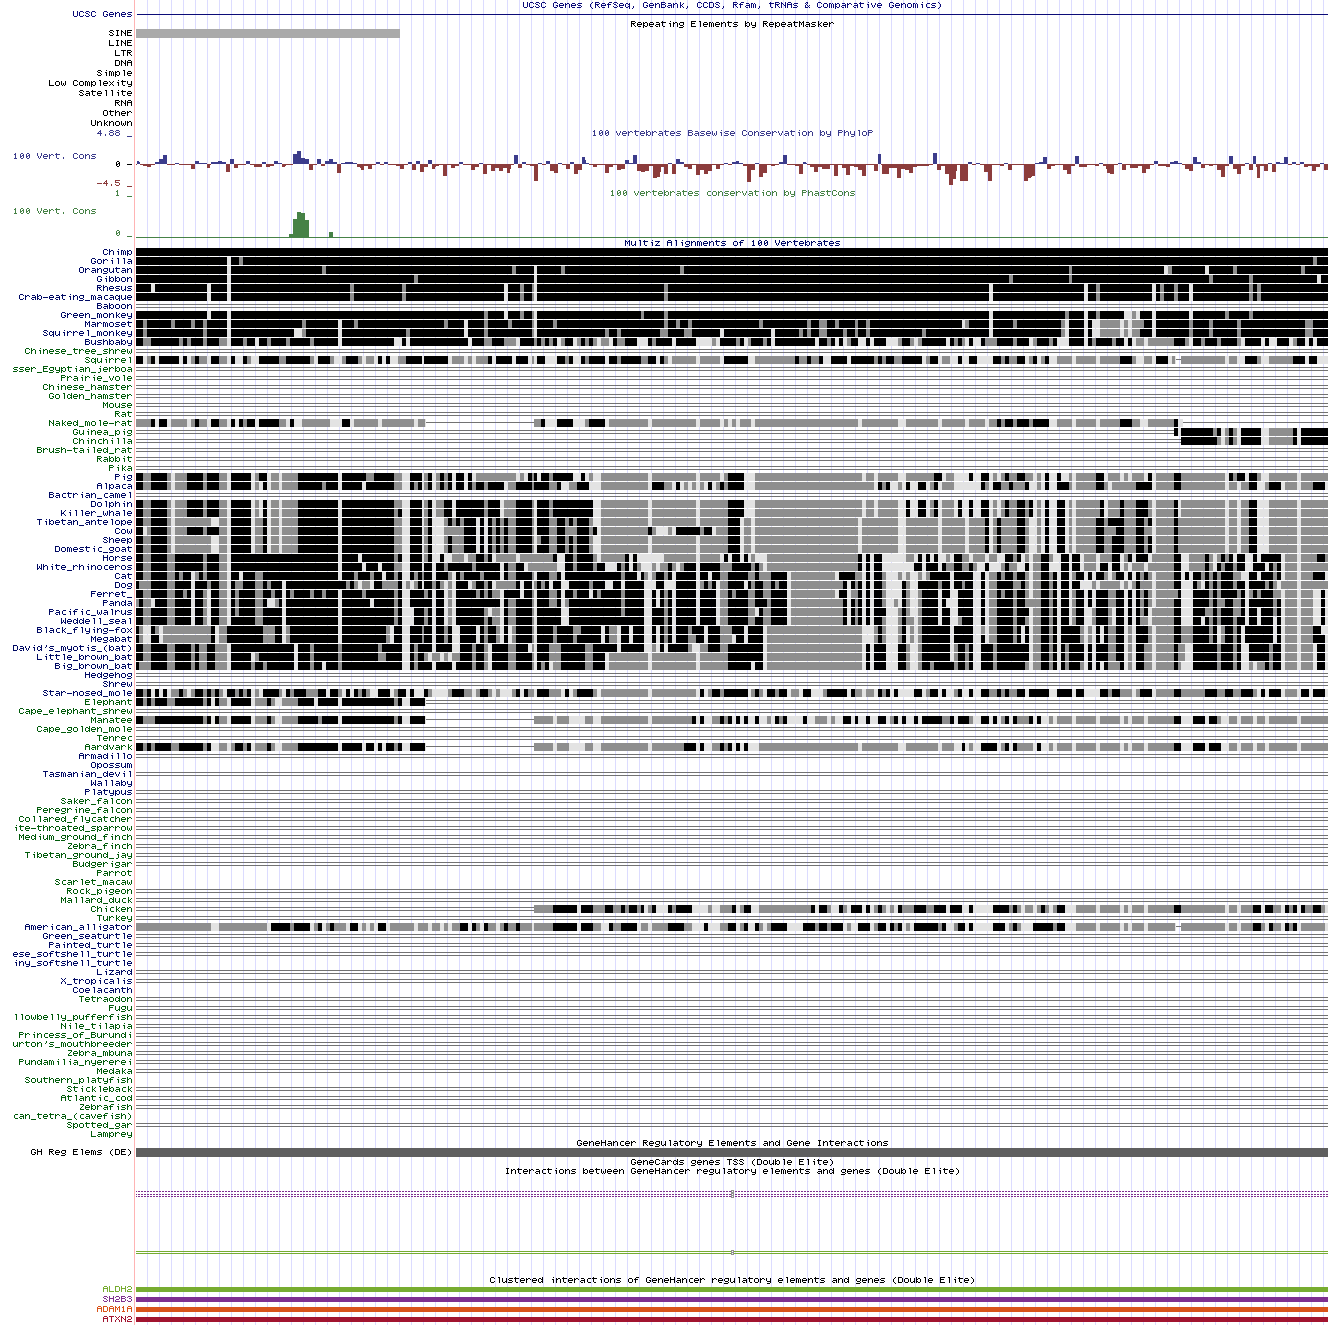 UCSC Genes (RefSeq, GenBank, CCDS, Rfam, tRNAs & Comparative Genomics)
UCSC Genes
Repeating Elements by RepeatMasker
SINE
LINE
LTR
DNA
Simple
Low Complexity
Satellite
RNA
Other
Unknown
4.88 _
100 vertebrates Basewise Conservation by PhyloP
100 Vert. Cons
0 _
-4.5 _
100 vertebrates conservation by PhastCons
1 _
100 Vert. Cons
0 _
Multiz Alignments of 100 Vertebrates
Chimp
Gorilla
Orangutan
Gibbon
Rhesus
Crab-eating_macaque
Baboon
Green_monkey
Marmoset
Squirrel_monkey
Bushbaby
Chinese_tree_shrew
Squirrel
sser_Egyptian_jerboa
Prairie_vole
Chinese_hamster
Golden_hamster
Mouse
Rat
Naked_mole-rat
Guinea_pig
Chinchilla
Brush-tailed_rat
Rabbit
Pika
Pig
Alpaca
Bactrian_camel
Dolphin
Killer_whale
Tibetan_antelope
Cow
Sheep
Domestic_goat
Horse
White_rhinoceros
Cat
Dog
Ferret_
Panda
Pacific_walrus
Weddell_seal
Black_flying-fox
Megabat
David's_myotis_(bat)
Little_brown_bat
Big_brown_bat
Hedgehog
Shrew
Star-nosed_mole
Elephant
Cape_elephant_shrew
Manatee
Cape_golden_mole
Tenrec
Aardvark
Armadillo
Opossum
Tasmanian_devil
Wallaby
Platypus
Saker_falcon
Peregrine_falcon
Collared_flycatcher
ite-throated_sparrow
Medium_ground_finch
Zebra_finch
Tibetan_ground_jay
Budgerigar
Parrot
Scarlet_macaw
Rock_pigeon
Mallard_duck
Chicken
Turkey
American_alligator
Green_seaturtle
Painted_turtle
ese_softshell_turtle
iny_softshell_turtle
Lizard
X_tropicalis
Coelacanth
Tetraodon
Fugu
llowbelly_pufferfish
Nile_tilapia
Princess_of_Burundi
urton's_mouthbreeder
Zebra_mbuna
Pundamilia_nyererei
Medaka
Southern_platyfish
Stickleback
Atlantic_cod
Zebrafish
can_tetra_(cavefish)
Spotted_gar
Lamprey
GeneHancer Regulatory Elements and Gene Interactions
GH Reg Elems (DE)
GeneCards genes TSS (Double Elite)
Interactions between GeneHancer regulatory elements and genes (Double Elite)
Clustered interactions of GeneHancer regulatory elements and genes (Double Elite)
ALDH2
SH2B3
ADAM1A
ATXN2